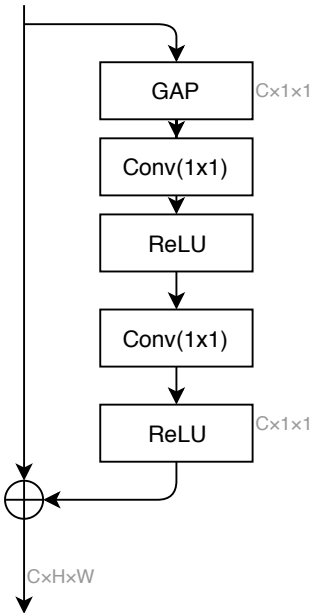 GAP
C×1×1
Conv(1x1)
ReLU
Conv(1x1)
ReLU
C×1×1
C×H×W